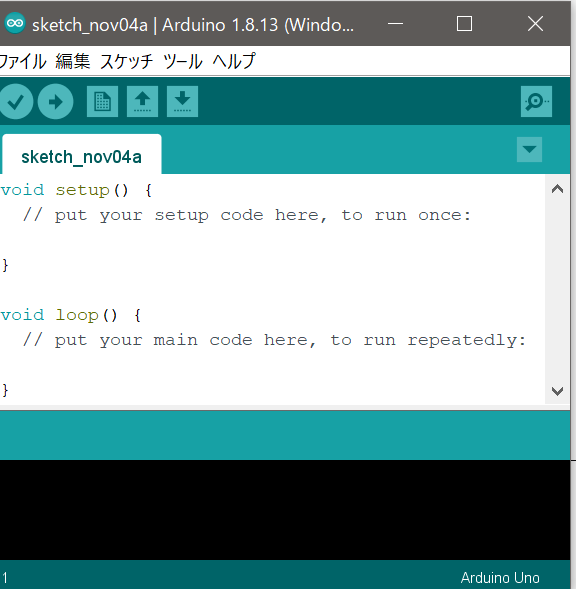 sketch_nov04a | Arduino 1.8.13 (Windo...
ファイル 編集 スケッチ ツール ヘルプ
sketch_nov04a
void setup() {
  // put your setup code here, to run once:
}
void loop() {
  // put your main code here, to run repeatedly:
}
1 Arduino Uno